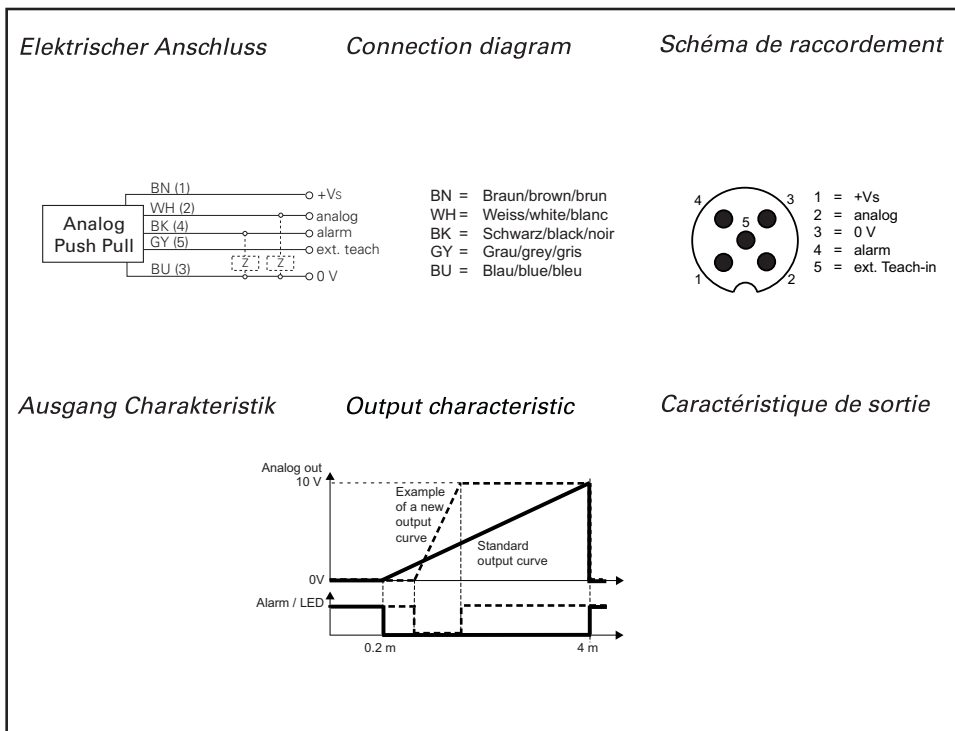 Elektrischer Anschluss
Connection diagram
Schéma de raccordement
Analog
Push Pull
BN (1)
WH (2)
BK (4)
GY (5)
BU (3)
+Vs
analog
alarm
ext. teach
0 V
Z Z
BN = Braun/brown/brun
WH = Weiss/white/blanc
BK = Schwarz/black/noir
GY = Grau/grey/gris
BU = Blau/blue/bleu
4 3
5
1 2
1 = +Vs
2 = analog
3 = 0 V
4 = alarm
5 = ext. Teach-in
Ausgang Charakteristik
Output characteristic
Caractéristique de sortie
Analog out
10 V
Example
of a new
output
curve
Standard
output curve
0V
Alarm / LED
0.2 m
4 m